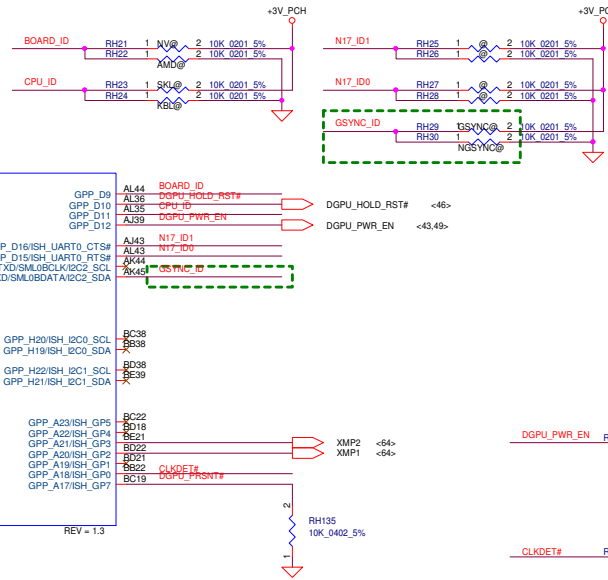 +3V_PCH
+3V_PCH
BOARD_ID RH21 1 NV@ 2 10K_0201_5%
RH22 1 AMD@ 2 10K_0201_5%
CPU_ID RH23 1 SKL@ 2 10K_0201_5%
RH24 1 KBL@ 2 10K_0201_5%
N17_ID1 RH25 1 @ 2 10K_0201_5%
RH26 1 @ 2 10K_0201_5%
N17_ID0 RH27 1 @ 2 10K_0201_5%
RH28 1 @ 2 10K_0201_5%
GSYNC_ID RH29 1 GSYNC@ 2 10K_0201_5%
RH30 1 NGSYNC@ 2 10K_0201_5%
GPP_D9 AL44 BOARD_ID
GPP_D10 AL36 DGPU_HOLD_RST# DGPU_HOLD_RST# <46>
GPP_D11 AL35 CPU_ID
GPP_D12 AJ39 DGPU_PWR_EN DGPU_PWR_EN <43,49>
P_D16/ISH_UART0_CTS# AJ43 N17_ID1
P_D15/ISH_UART0_RTS# AL43 N17_ID0
TXD/SML0BCLK/I2C2_SCL AK44
XD/SML0BDATA/I2C2_SDA AK45 GSYNC_ID
GPP_H20/ISH_I2C0_SCL BC38
GPP_H19/ISH_I2C0_SDA BB38
GPP_H22/ISH_I2C1_SCL BD38
GPP_H21/ISH_I2C1_SDA BE39
GPP_A23/ISH_GP5 BC22
GPP_A22/ISH_GP4 BD18
GPP_A21/ISH_GP3 BE21 XMP2 <64>
GPP_A20/ISH_GP2 BD22 XMP1 <64>
GPP_A19/ISH_GP1 BD21
GPP_A18/ISH_GP0 BB22 CLKDET#
GPP_A17/ISH_GP7 BC19 DGPU_PRSNT#
DGPU_PWR_EN R
REV = 1.3
2
RH135
10K_0402_5%
1
CLKDET# R